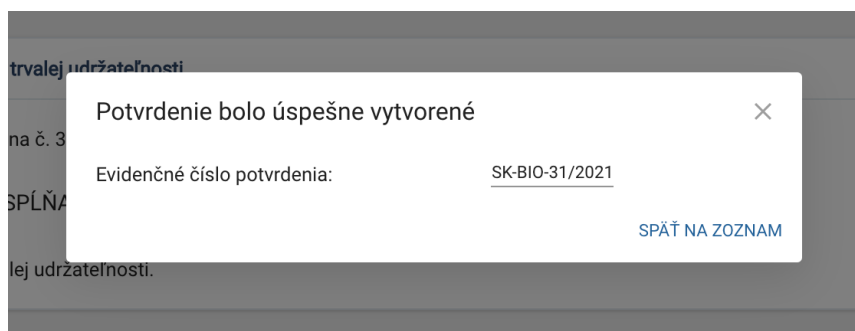 trvalej udržateľnosti
Potvrdenie bolo úspešne vytvorené
na č. 3
Evidenčné číslo potvrdenia: SK-BIO-31/2021
SPĹŇA
SPÄŤ NA ZOZNAM
lej udržateľnosti.